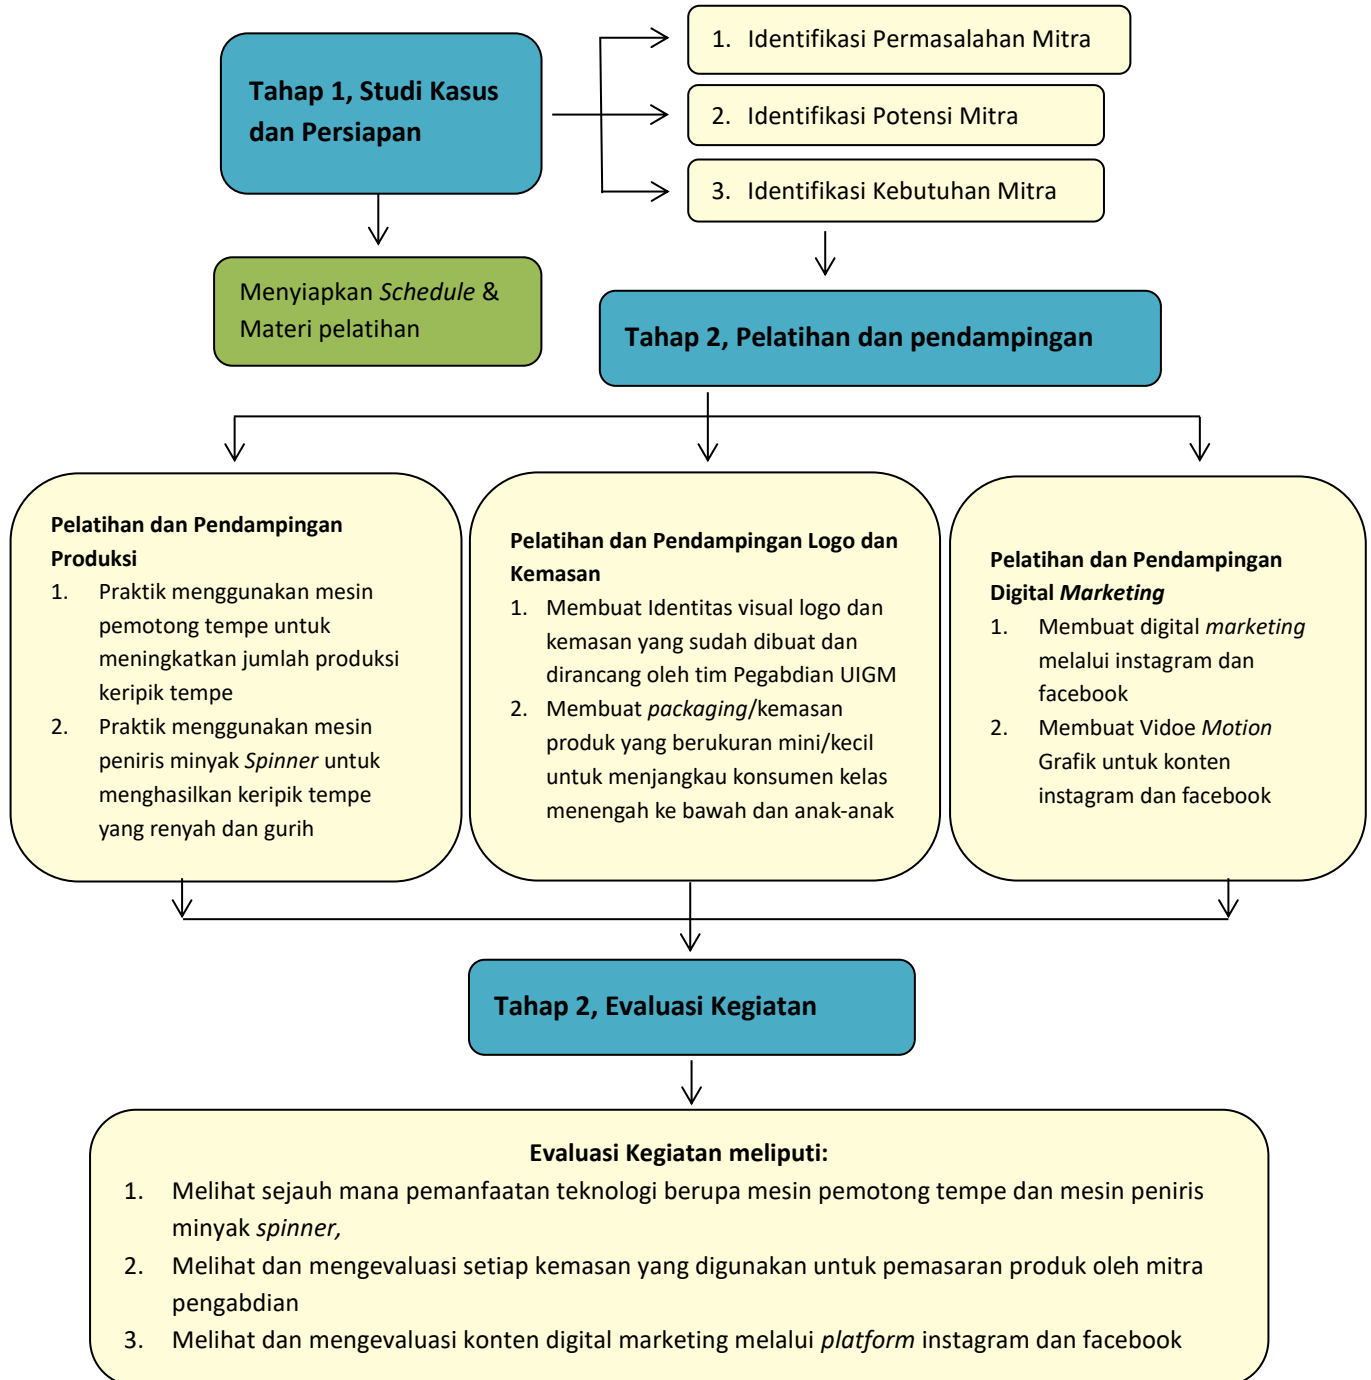 Tahap 1, Studi Kasus
dan Persiapan
1. Identifikasi Permasalahan Mitra
2. Identifikasi Potensi Mitra
3. Identifikasi Kebutuhan Mitra
Menyiapkan Schedule &
Materi pelatihan
Tahap 2, Pelatihan dan pendampingan
Pelatihan dan Pendampingan
Produksi
1. Praktik menggunakan mesin
pemotong tempe untuk
meningkatkan jumlah produksi
keripik tempe
2. Praktik menggunakan mesin
peniris minyak Spinner untuk
menghasilkan keripik tempe
yang renyah dan gurih
Pelatihan dan Pendampingan Logo dan
Kemasan
1. Membuat Identitas visual logo dan
kemasan yang sudah dibuat dan
dirancang oleh tim Pegabdian UIGM
2. Membuat packaging/kemasan
produk yang berukuran mini/kecil
untuk menjangkau konsumen kelas
menengah ke bawah dan anak-anak
Pelatihan dan Pendampingan
Digital Marketing
1. Membuat digital marketing
melalui instagram dan
facebook
2. Membuat Vidoe Motion
Grafik untuk konten
instagram dan facebook
Tahap 2, Evaluasi Kegiatan
Evaluasi Kegiatan meliputi:
1. Melihat sejauh mana pemanfaatan teknologi berupa mesin pemotong tempe dan mesin peniris
minyak spinner,
2. Melihat dan mengevaluasi setiap kemasan yang digunakan untuk pemasaran produk oleh mitra
pengabdian
3. Melihat dan mengevaluasi konten digital marketing melalui platform instagram dan facebook